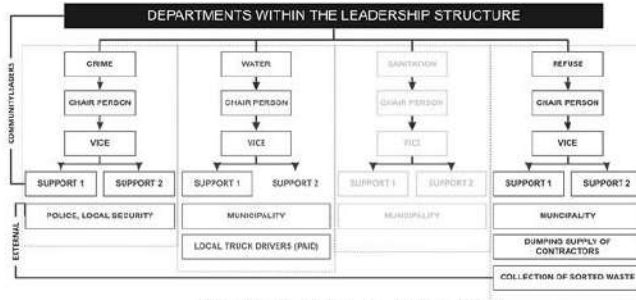 DEPARTMENTS WITHIN THE LEADERSHIP STRUCTURE
COMMUNITY LEADERS
CRIME
WATER
SANITATION
REFUSE
CHAIR PERSON
CHAIR PERSON
CHAIR PERSON
CHAIR PERSON
VICE
VICE
VICE
VICE
SUPPORT 1
SUPPORT 2
SUPPORT 1
SUPPORT 2
SUPPORT 1
SUPPORT 2
SUPPORT 1
SUPPORT 2
EXTERNAL
POLICE, LOCAL SECURITY
MUNICIPALITY
MUNICIPALITY
MUNCIPALITY
LOCAL TRUCK DRIVERS (PAID)
DUMPING SUPPLY OF
CONTRACTORS
COLLECTION OF SORTED WASTE